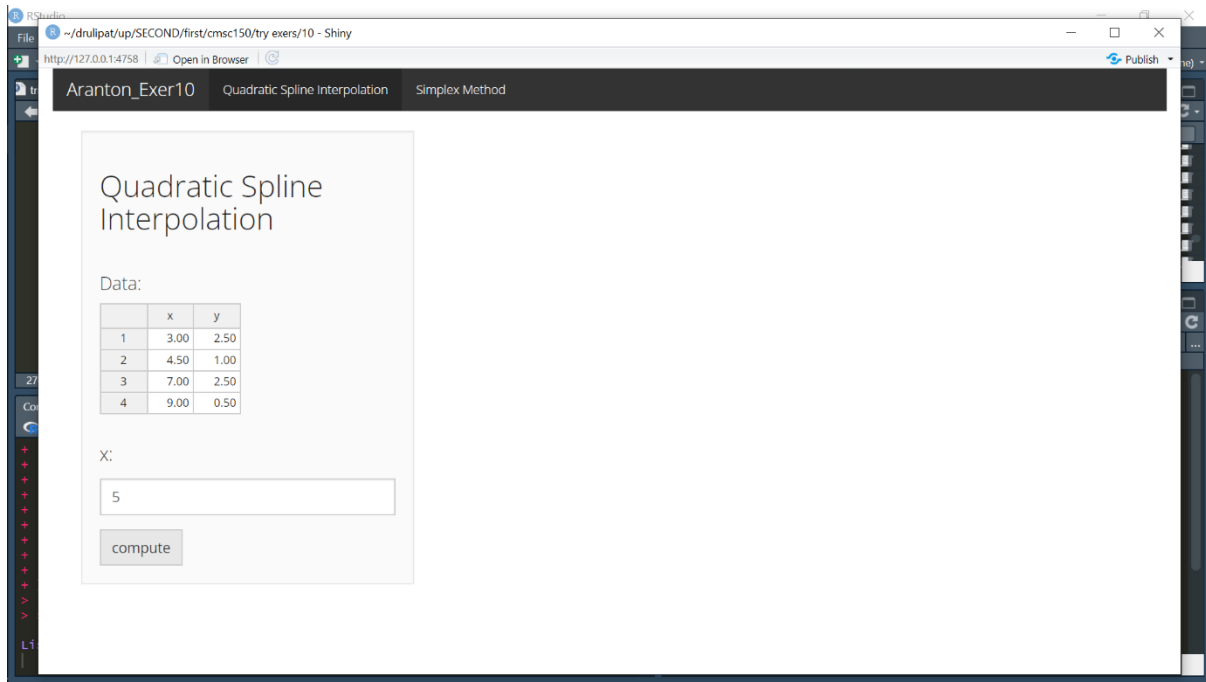 RStudio
File
~/drulipat/up/SECOND/first/cmsc150/try exers/10 - Shiny
http://127.0.0.1:4758 Open in Browser Publish
Aranton_Exer10 Quadratic Spline Interpolation Simplex Method
Quadratic Spline
Interpolation
Data:
x y
1 3.00 2.50
2 4.50 1.00
3 7.00 2.50
4 9.00 0.50
x:
5
compute
27
+
+
+
+
+
+
+
+
+
+
>
>